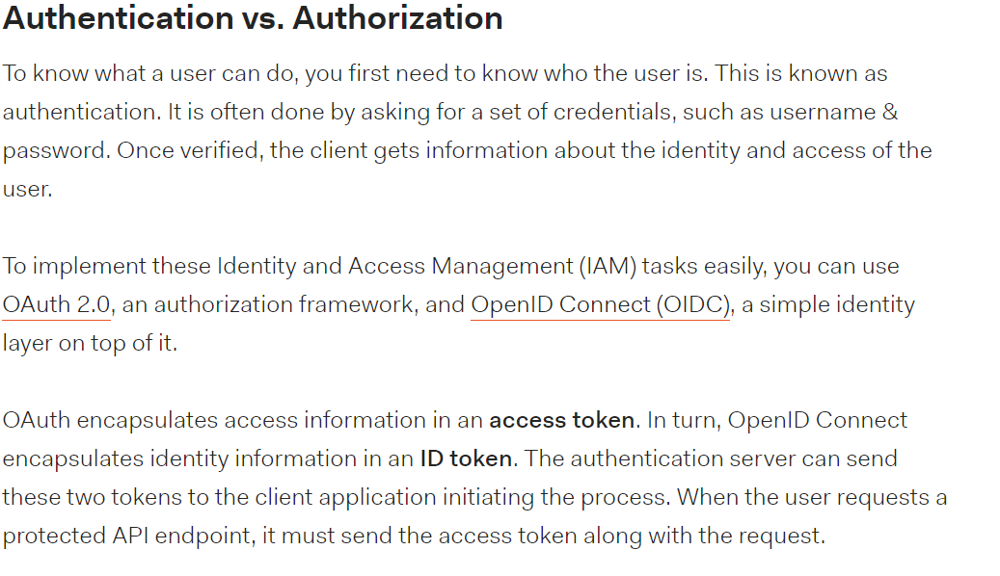 Authentication vs. Authorization
To know what a user can do, you first need to know who the user is. This is known as
authentication. It is often done by asking for a set of credentials, such as username &
password. Once verified, the client gets information about the identity and access of the
user.
To implement these Identity and Access Management (IAM) tasks easily, you can use
OAuth 2.0, an authorization framework, and OpenID Connect (OIDC), a simple identity
layer on top of it.
OAuth encapsulates access information in an access token. In turn, OpenID Connect
encapsulates identity information in an ID token. The authentication server can send
these two tokens to the client application initiating the process. When the user requests a
protected API endpoint, it must send the access token along with the request.